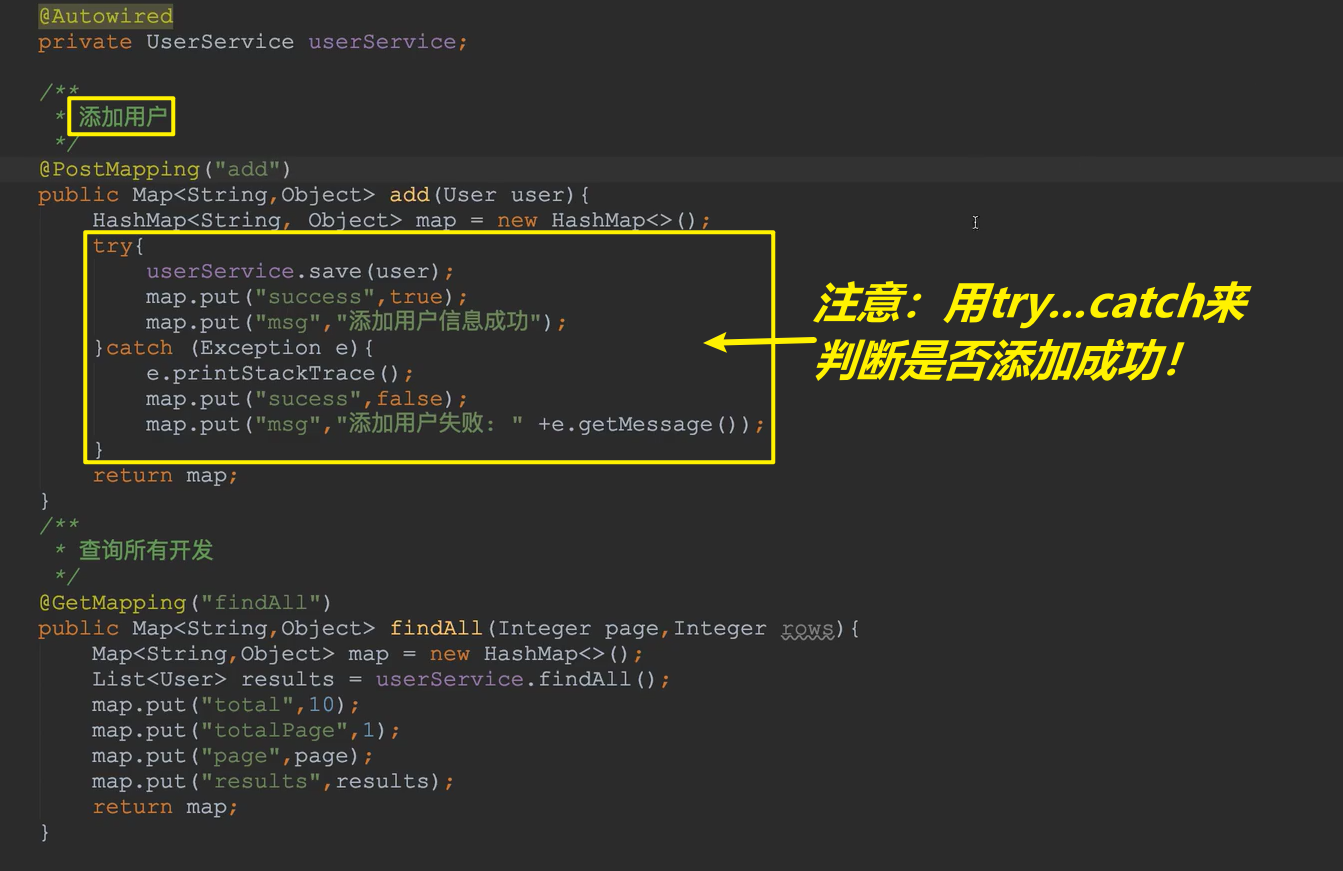 @Autowired
private UserService userService;
/**
* 添加用户
*/
@PostMapping("add")
public Map<String,Object> add(User user){
HashMap<String, Object> map = new HashMap<>();
try{
userService.save(user);
map.put("success",true);
map.put("msg","添加用户信息成功");
}catch (Exception e){
e.printStackTrace();
map.put("sucess",false);
map.put("msg","添加用户失败: " +e.getMessage());
}
return map;
}
注意：用try...catch来
判断是否添加成功！
/**
* 查询所有开发
*/
@GetMapping("findAll")
public Map<String,Object> findAll(Integer page,Integer rows){
Map<String,Object> map = new HashMap<>();
List<User> results = userService.findAll();
map.put("total",10);
map.put("totalPage",1);
map.put("page",page);
map.put("results",results);
return map;
}